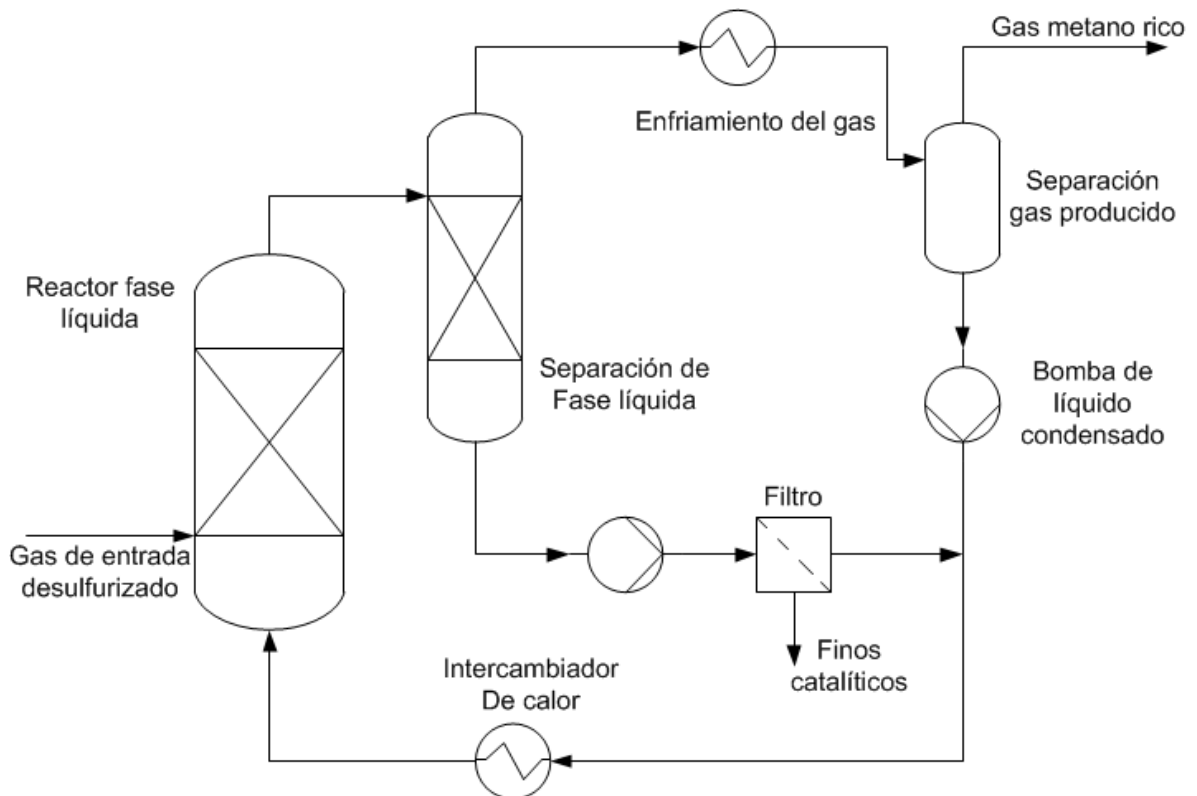 Gas metano rico
Enfriamiento del gas
Separación
gas producido
Reactor fase
líquida
Separación de
Fase líquida
Bomba de
líquido
condensado
Filtro
Gas de entrada
desulfurizado
Finos
catalíticos
Intercambiador
De calor